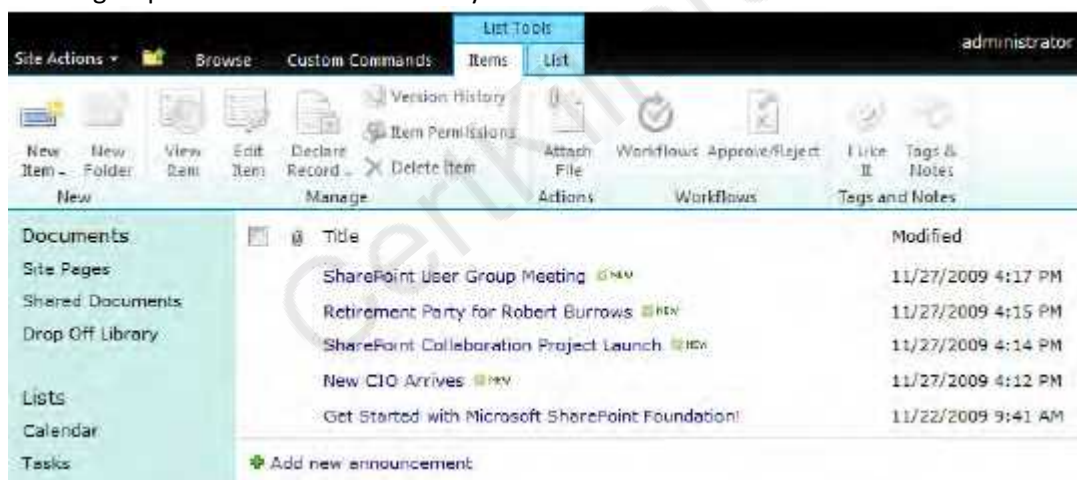 List Tools
administrator
Site Actions Browse Custom Commands Items List
Version History
Item Permissions
Delete Item
New Item New Folder View Item Edit Item Declare Record Attach File Workflows Approve/Reject I Like It Tags & Notes
New Manage Actions Workflows Tags and Notes
Documents
Site Pages
Shared Documents
Drop Off Library
Lists
Calendar
Tasks
Title Modified
SharePoint User Group Meeting NEW 11/27/2009 4:17 PM
Retirement Party for Robert Burrows NEW 11/27/2009 4:15 PM
SharePoint Collaboration Project Launch NEW 11/27/2009 4:14 PM
New CIO Arrives NEW 11/27/2009 4:12 PM
Get Started with Microsoft SharePoint Foundation! 11/22/2009 9:41 AM
Add new announcement